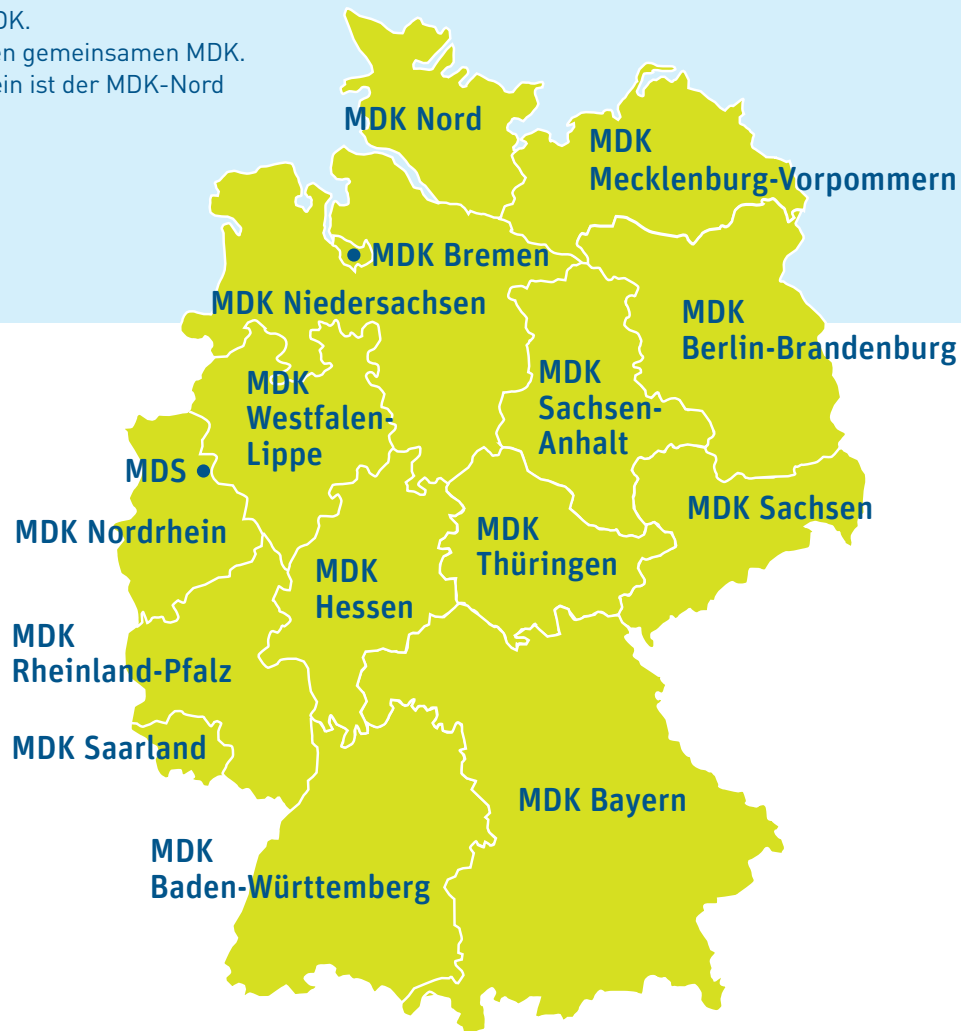 DK.
en gemeinsamen MDK.
ein ist der MDK-Nord
MDK Nord
MDK
Mecklenburg-Vorpommern
MDK Bremen
MDK Niedersachsen
MDK
Berlin-Brandenburg
MDK
Westfalen-
Lippe
MDK
Sachsen-
Anhalt
MDS
MDK Nordrhein
MDK Sachsen
MDK
Thüringen
MDK
Hessen
MDK
Rheinland-Pfalz
MDK Saarland
MDK Bayern
MDK
Baden-Württemberg